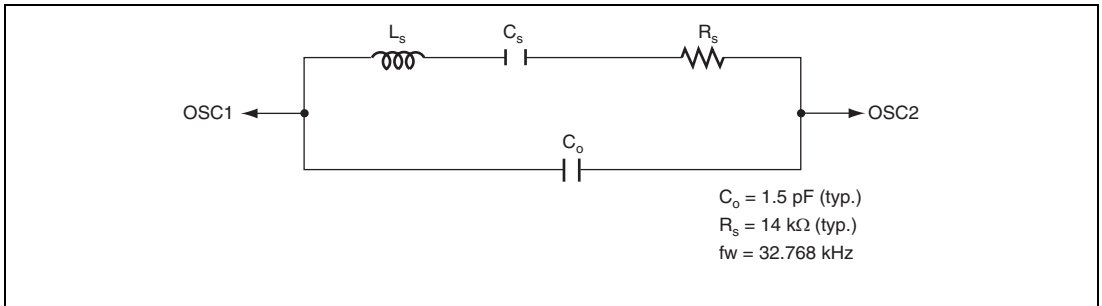 Ls Cs Rs
OSC1 OSC2
Co
Co = 1.5 pF (typ.)
Rs = 14 kΩ (typ.)
fw = 32.768 kHz